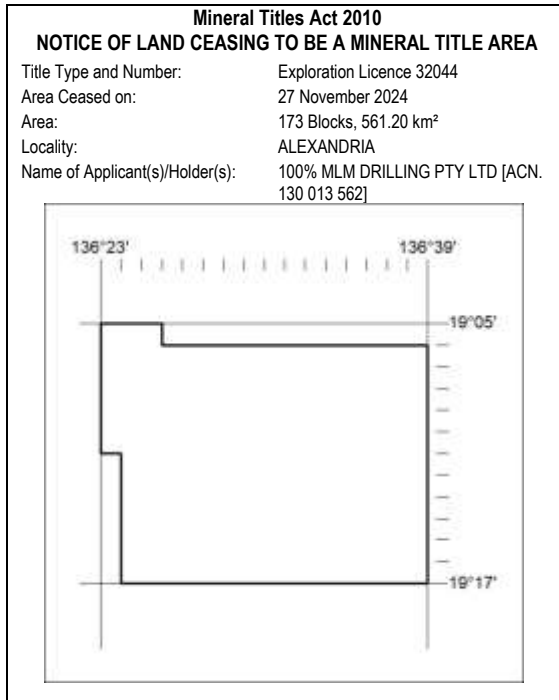 Mineral Titles Act 2010
NOTICE OF LAND CEASING TO BE A MINERAL TITLE AREA
Title Type and Number: Exploration Licence 32044
Area Ceased on: 27 November 2024
Area: 173 Blocks, 561.20 km²
Locality: ALEXANDRIA
Name of Applicant(s)/Holder(s): 100% MLM DRILLING PTY LTD [ACN.
130 013 562]
136°23' 136°39'
19°05'
19°17'